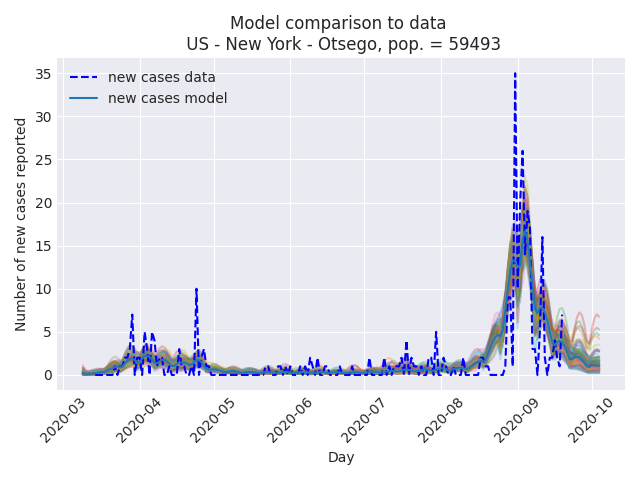 Model comparison to data
US - New York - Otsego, pop. = 59493
new cases data
new cases model
Number of new cases reported
35
30
25
20
15
10
5
0
2020-03
2020-04
2020-05
2020-06
2020-07
2020-08
2020-09
2020-10
Day